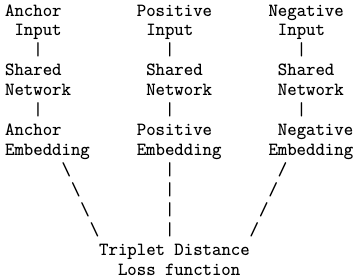 Anchor Positive Negative
Input Input Input
| | |
Shared Shared Shared
Network Network Network
| | |
Anchor Positive Negative
Embedding Embedding Embedding
\ | /
\ | /
\ | /
\ | /
Triplet Distance
Loss function